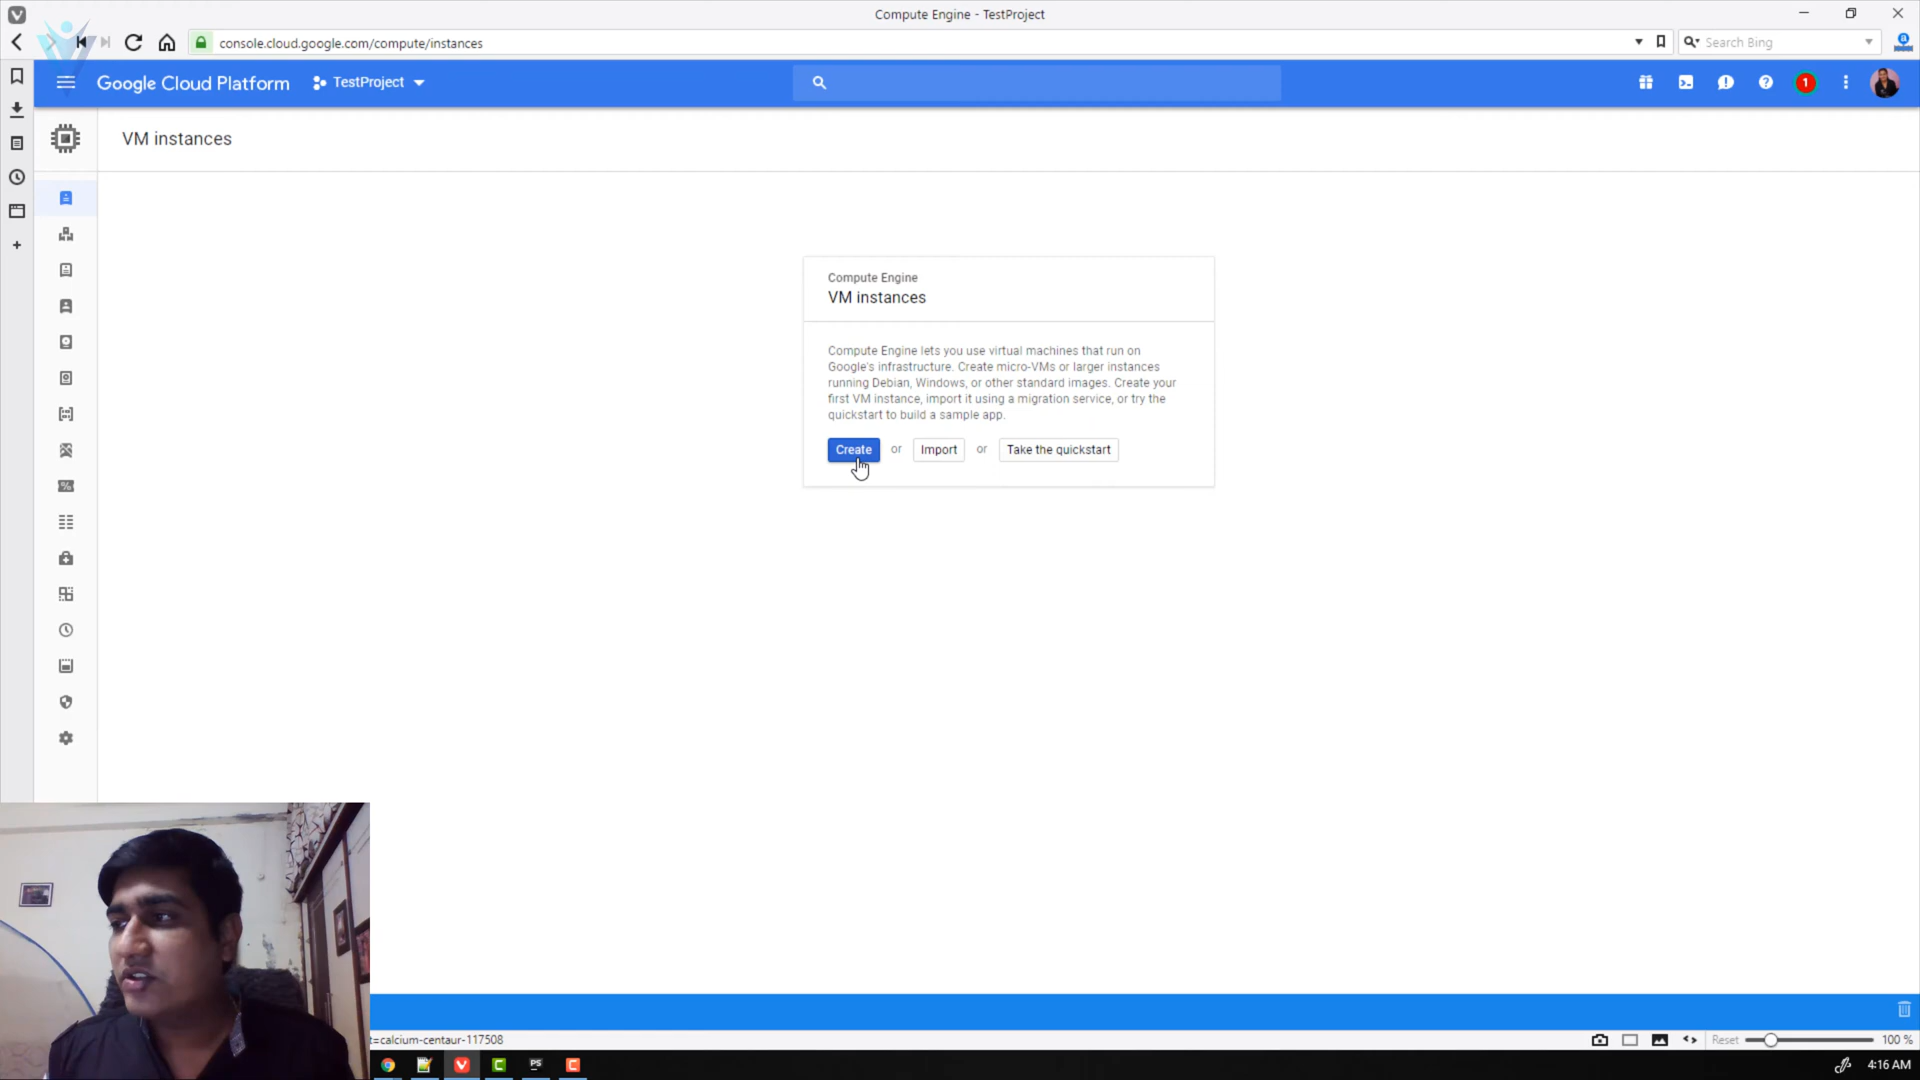 Compute Engine - TestProject
console.cloud.google.com/compute/instances
Search Bing
Google Cloud Platform
TestProject
1
VM instances
Compute Engine
VM instances
Compute Engine lets you use virtual machines that run on
Google's infrastructure. Create micro-VMs or larger instances
running Debian, Windows, or other standard images. Create your
first VM instance, import it using a migration service, or try the
quickstart to build a sample app.
Create or Import or Take the quickstart
t=calcium-centaur-117508
Reset
100 %
PS
4:16 AM